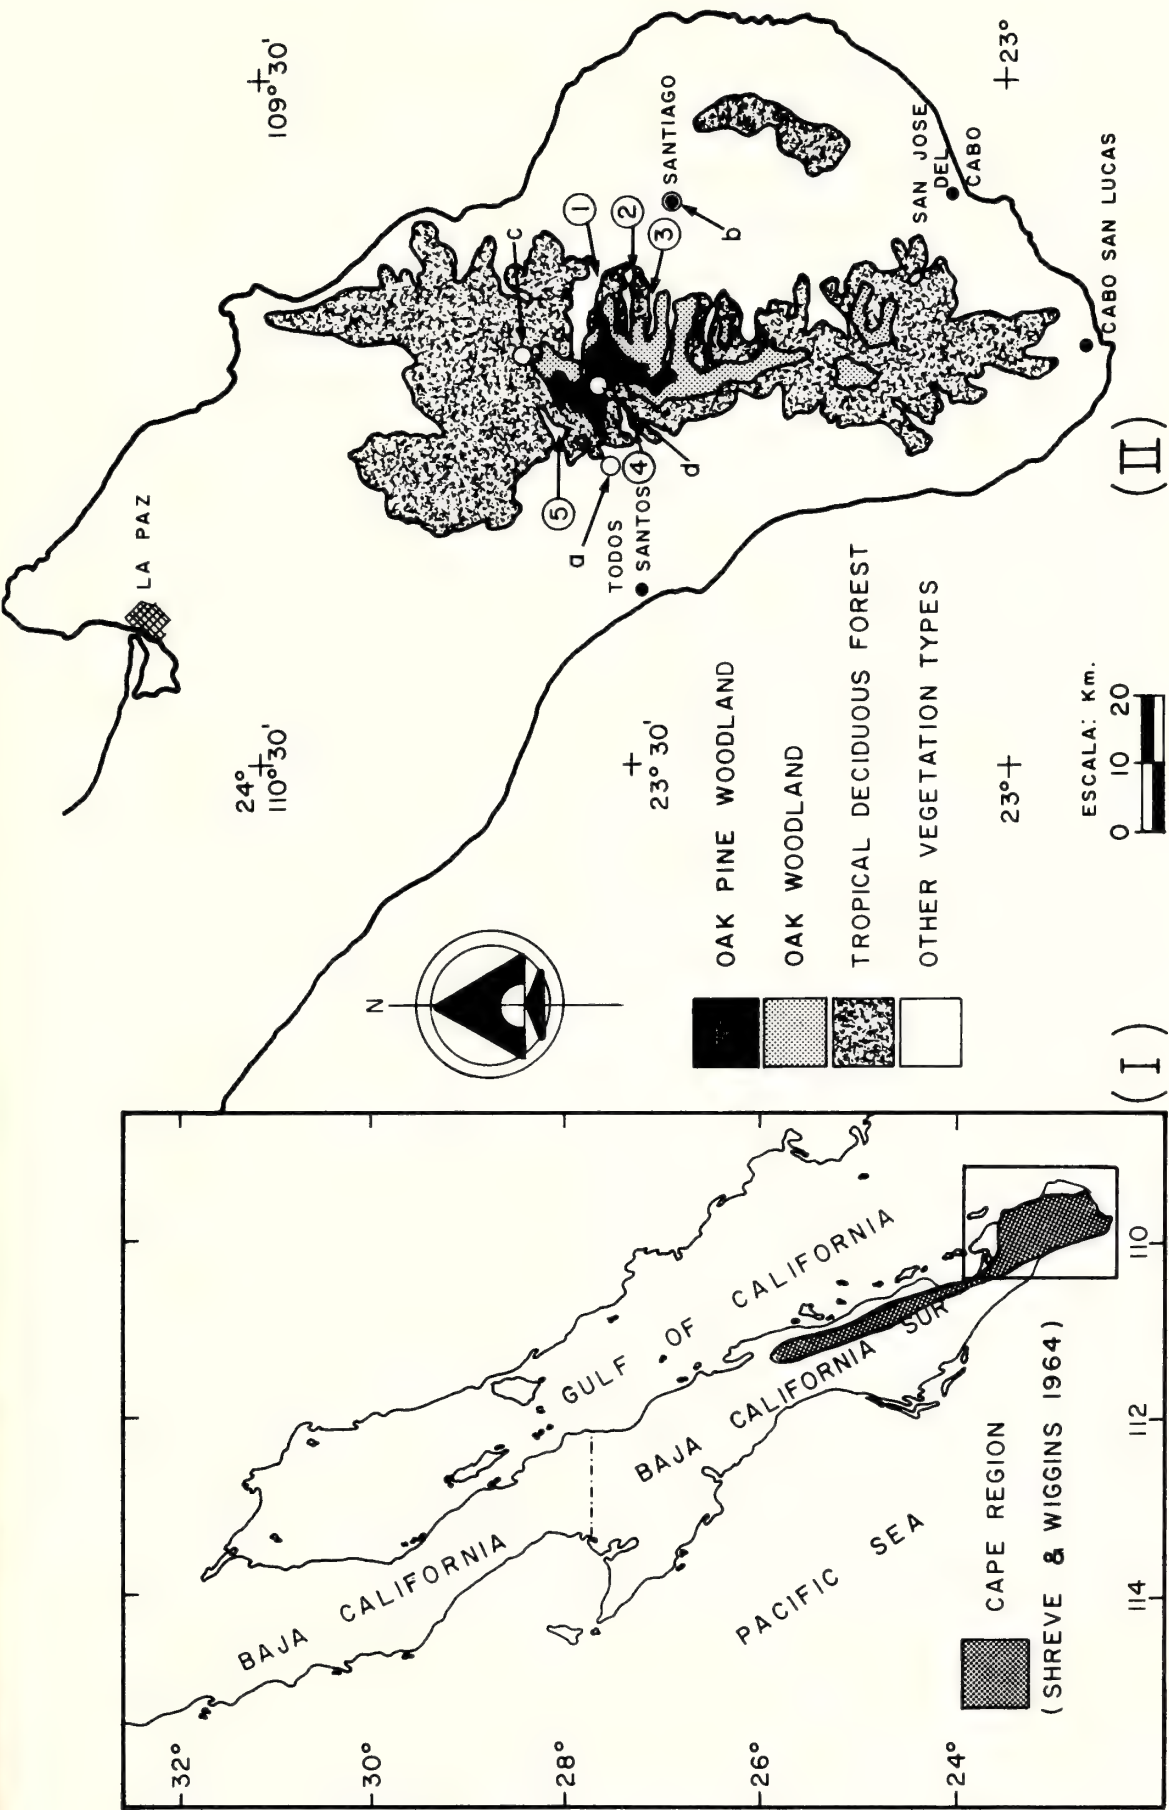 32°
30°
28°
26°
24°
114
112
110
BAJA CALIFORNIA
GULF OF CALIFORNIA
BAJA CALIFORNIA SUR
PACIFIC SEA
CAPE REGION
(SHREVE & WIGGINS 1964)
(I)
N
OAK PINE WOODLAND
OAK WOODLAND
TROPICAL DECIDUOUS FOREST
OTHER VEGETATION TYPES
24°
110° 30'
109° 30'
23° 30'
23°
23°
ESCALA: Km.
0 10 20
LA PAZ
TODOS
SANTOS
SANTIAGO
SAN JOSE
DEL
CABO
CABO SAN LUCAS
a
b
c
d
1
2
3
4
5
(II)